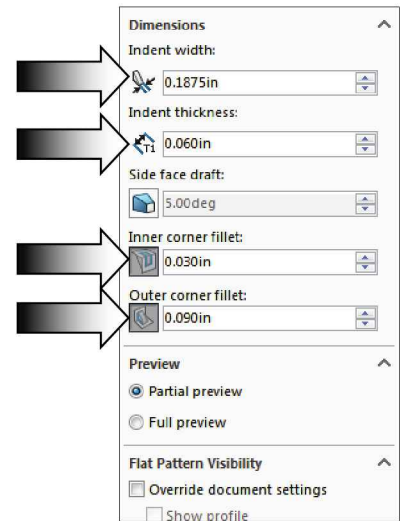 Dimensions
Indent width:
0.1875in
Indent thickness:
T1
0.060in
Side face draft:
5.00deg
Inner corner fillet:
0.030in
Outer corner fillet:
0.090in
Preview
Partial preview
Full preview
Flat Pattern Visibility
Override document settings
Show profile